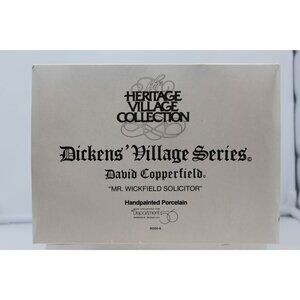 The
HERITAGE
VILLAGE
COLLECTION
Dickens' Village Series©
David Copperfield®
"MR. WICKFIELD SOLICITOR"
Handpainted Porcelain
Department 56